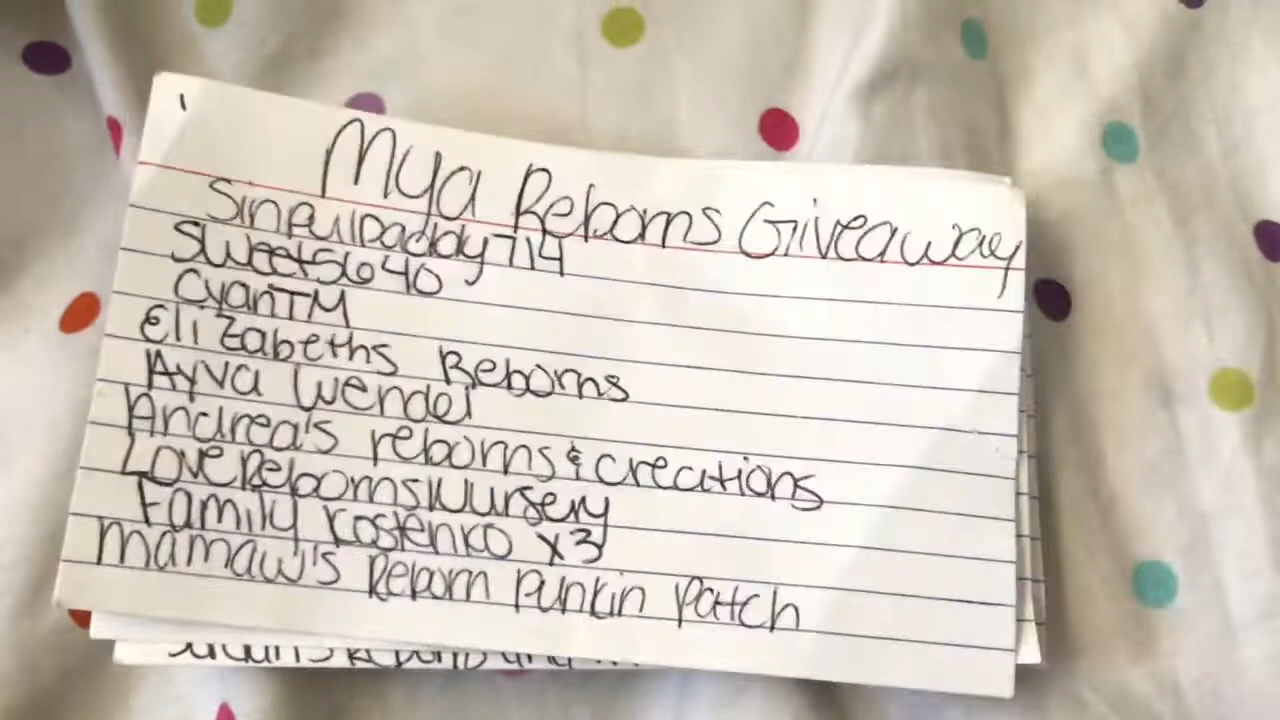 Mya Reborns Giveaway
Sinfulpaddy714
Sweet5640
CyanTM
Elizabeths Reborns
Ayva Wendel
Andrea's reborns & creations
LoveRebornsNursery
Family Kostenko x3
Mamaw's Reborn Punkin Patch